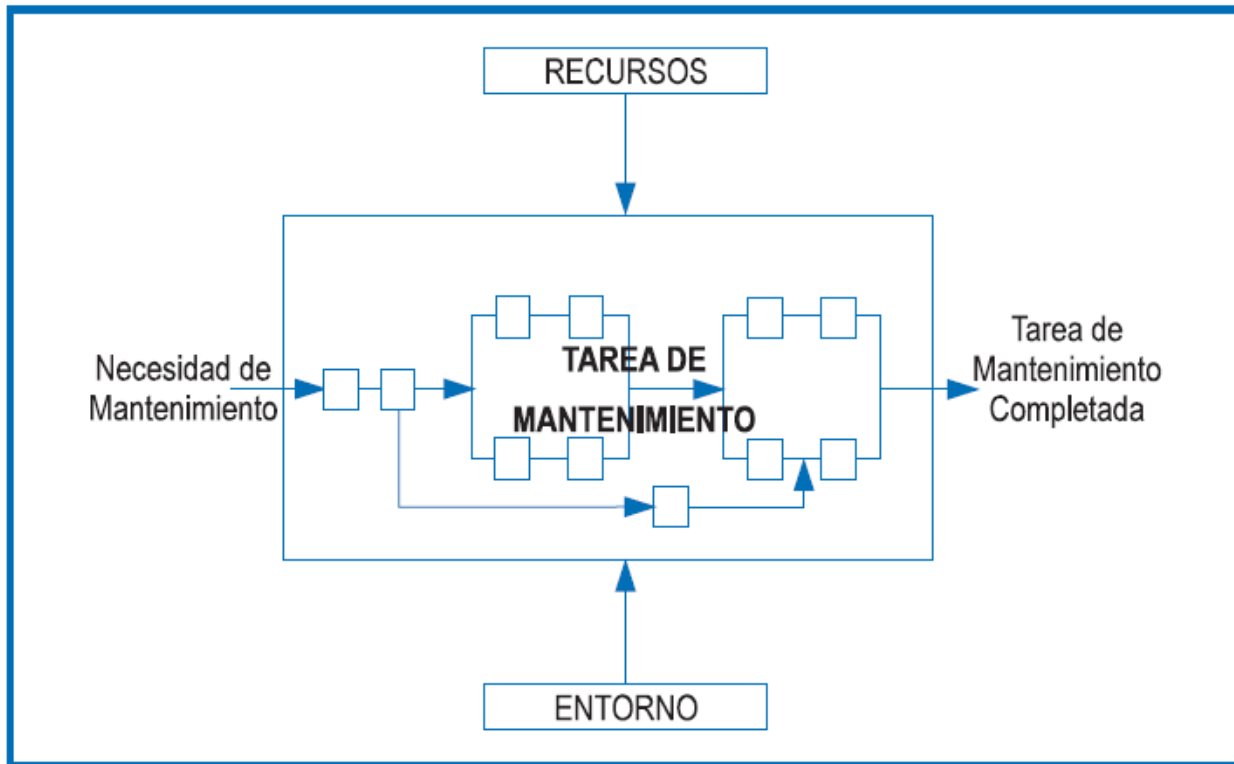 RECURSOS
Necesidad de
Mantenimiento
TAREA DE
MANTENIMIENTO
Tarea de
Mantenimiento
Completada
ENTORNO